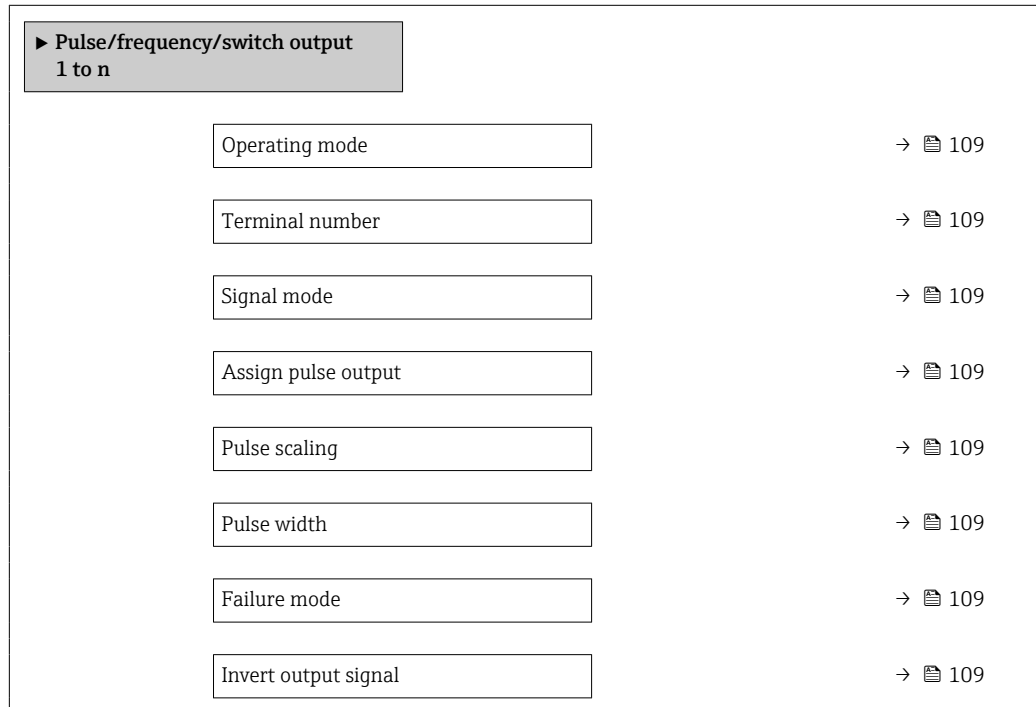 ► Pulse/frequency/switch output
1 to n
Operating mode → 109
Terminal number → 109
Signal mode → 109
Assign pulse output → 109
Pulse scaling → 109
Pulse width → 109
Failure mode → 109
Invert output signal → 109